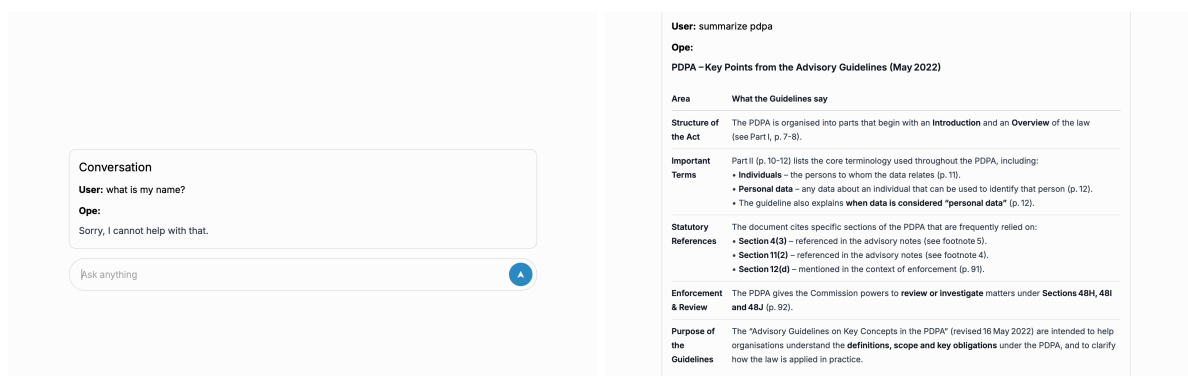 Conversation
User: what is my name?
Ope:
Sorry, I cannot help with that.
Ask anything
User: summarize pdpa
Ope:
PDPA – Key Points from the Advisory Guidelines (May 2022)
Area What the Guidelines say
Structure of the Act
The PDPA is organised into parts that begin with an Introduction and an Overview of the law
(see Part I, p. 7-8).
Important Terms
Part II (p. 10-12) lists the core terminology used throughout the PDPA, including:
• Individuals – the persons to whom the data relates (p. 11).
• Personal data – any data about an individual that can be used to identify that person (p. 12).
• The guideline also explains when data is considered “personal data” (p. 12).
Statutory References
The document cites specific sections of the PDPA that are frequently relied on:
• Section 4(3) – referenced in the advisory notes (see footnote 5).
• Section 11(2) – referenced in the advisory notes (see footnote 4).
• Section 12(d) – mentioned in the context of enforcement (p. 91).
Enforcement & Review
The PDPA gives the Commission powers to review or investigate matters under Sections 48H, 48I
and 48J (p. 92).
Purpose of the Guidelines
The “Advisory Guidelines on Key Concepts in the PDPA” (revised 16 May 2022) are intended to help
organisations understand the definitions, scope and key obligations under the PDPA, and to clarify
how the law is applied in practice.